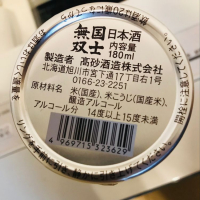 無国 日本酒
双士 内容量
180ml
製造者 高砂酒造株式会社
北海道旭川市宮下通17丁目右1号
0166-23-2251
原材料名 米(国産)、米こうじ(国産米)、
醸造アルコール
アルコール分 14度以上15度未満
4969715323629